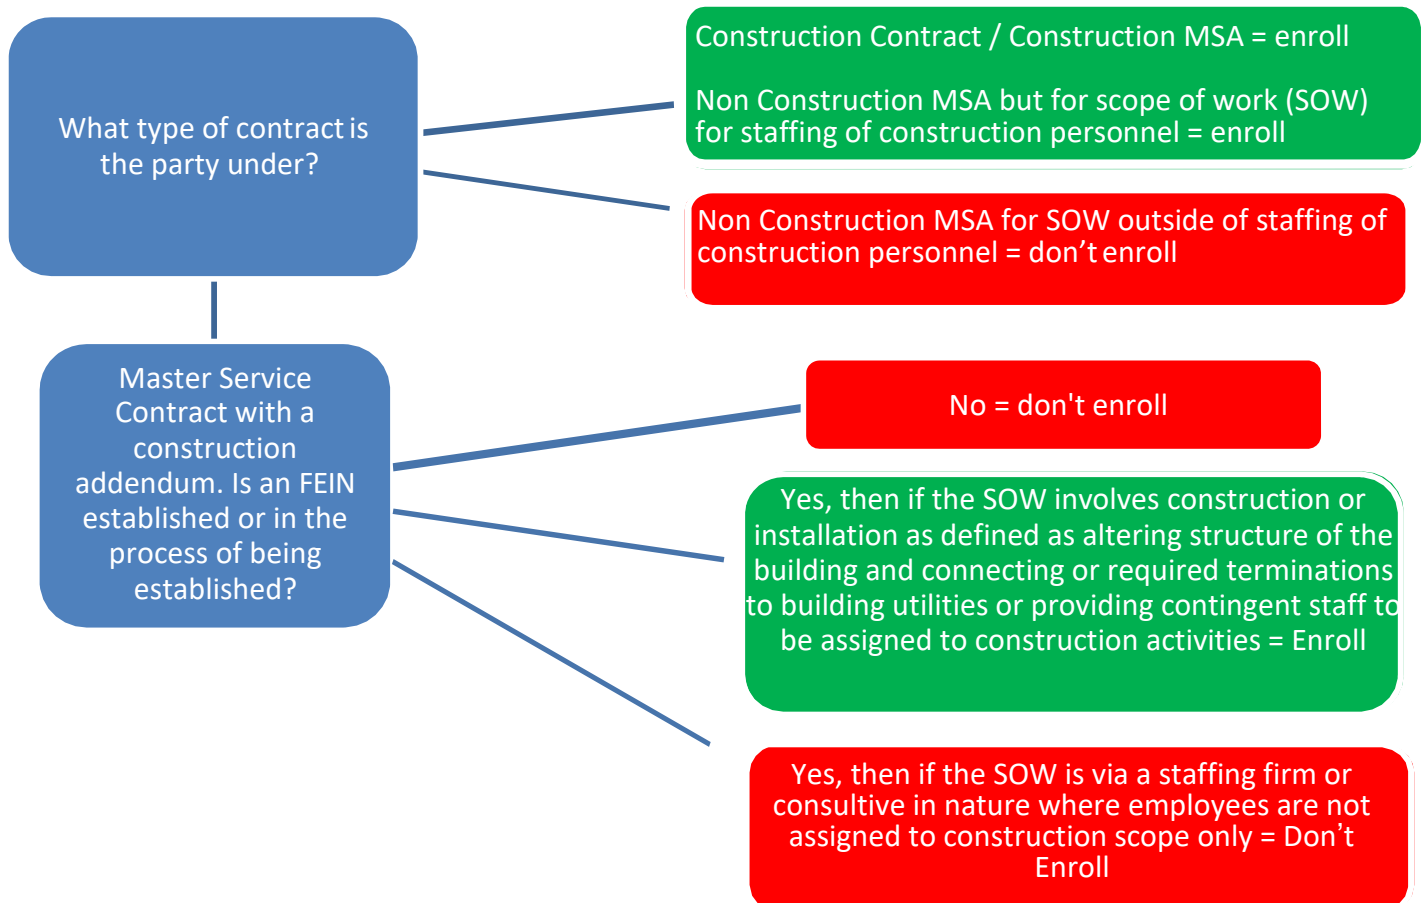 What type of contract is
the party under?
Construction Contract / Construction MSA = enroll
Non Construction MSA but for scope of work (SOW)
for staffing of construction personnel = enroll
Non Construction MSA for SOW outside of staffing of
construction personnel = don’t enroll
Master Service
Contract with a
construction
addendum. Is an FEIN
established or in the
process of being
established?
No = don't enroll
Yes, then if the SOW involves construction or
installation as defined as altering structure of the
building and connecting or required terminations
to building utilities or providing contingent staff to
be assigned to construction activities = Enroll
Yes, then if the SOW is via a staffing firm or
consultive in nature where employees are not
assigned to construction scope only = Don’t
Enroll